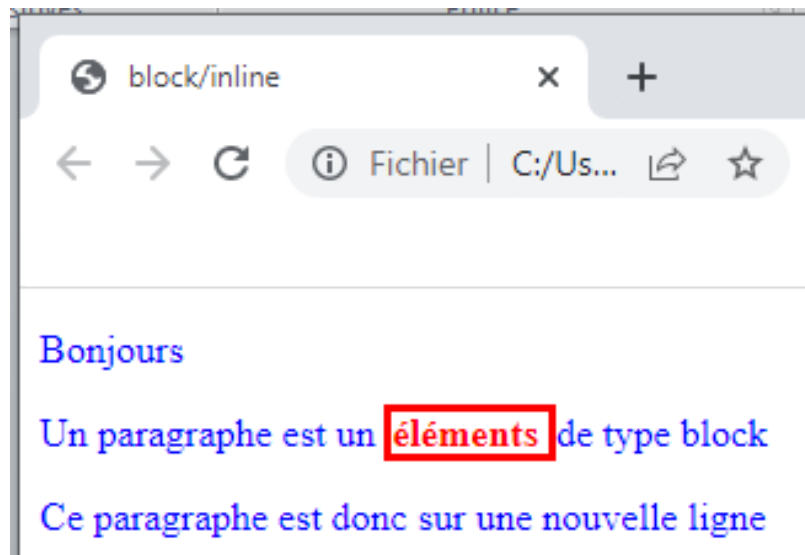 block/inline
Fichier | C:/Us...
Bonjours
Un paragraphe est un éléments de type block
Ce paragraphe est donc sur une nouvelle ligne